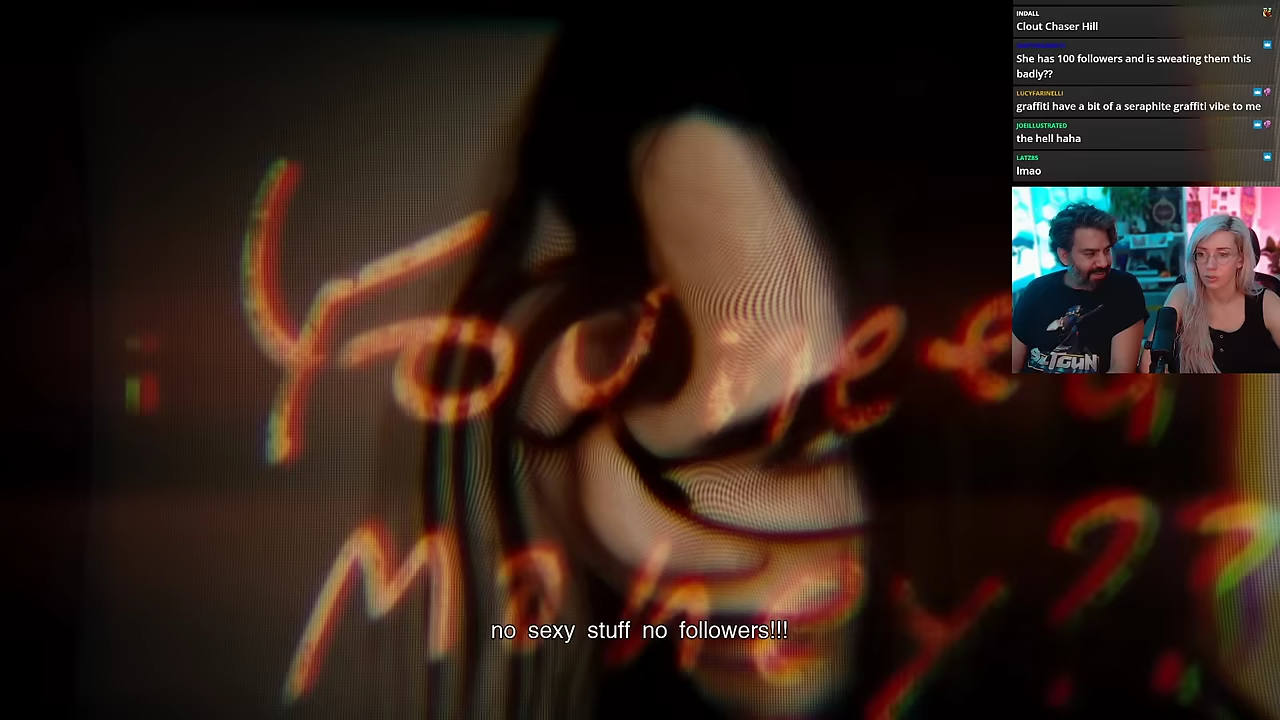 INDALL
Clout Chaser Hill
She has 100 followers and is sweating them this
badly??
LUCYFARINELLI
graffiti have a bit of a seraphite graffiti vibe to me
JOEILLUSTRATED
the hell haha
LATZ85
lmao
You need
Money??
no sexy stuff no followers!!!